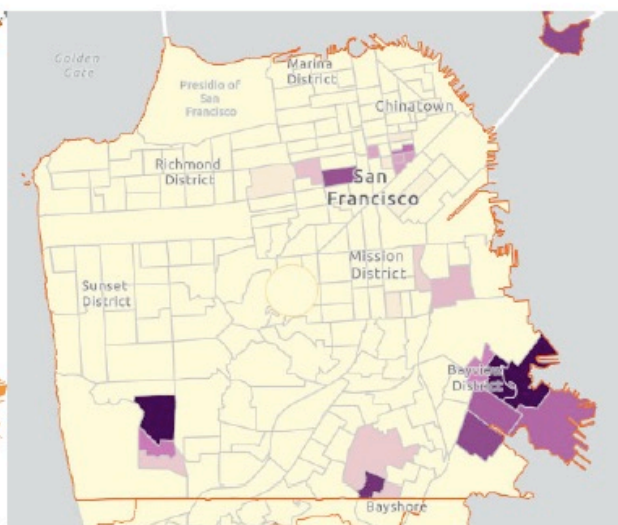 Golden
Gate
Marina
District
Presidio of
San
Francisco
Chinatown
Richmond
District
San
Francisco
Mission
District
Sunset
District
Bayview
District
Bayshore